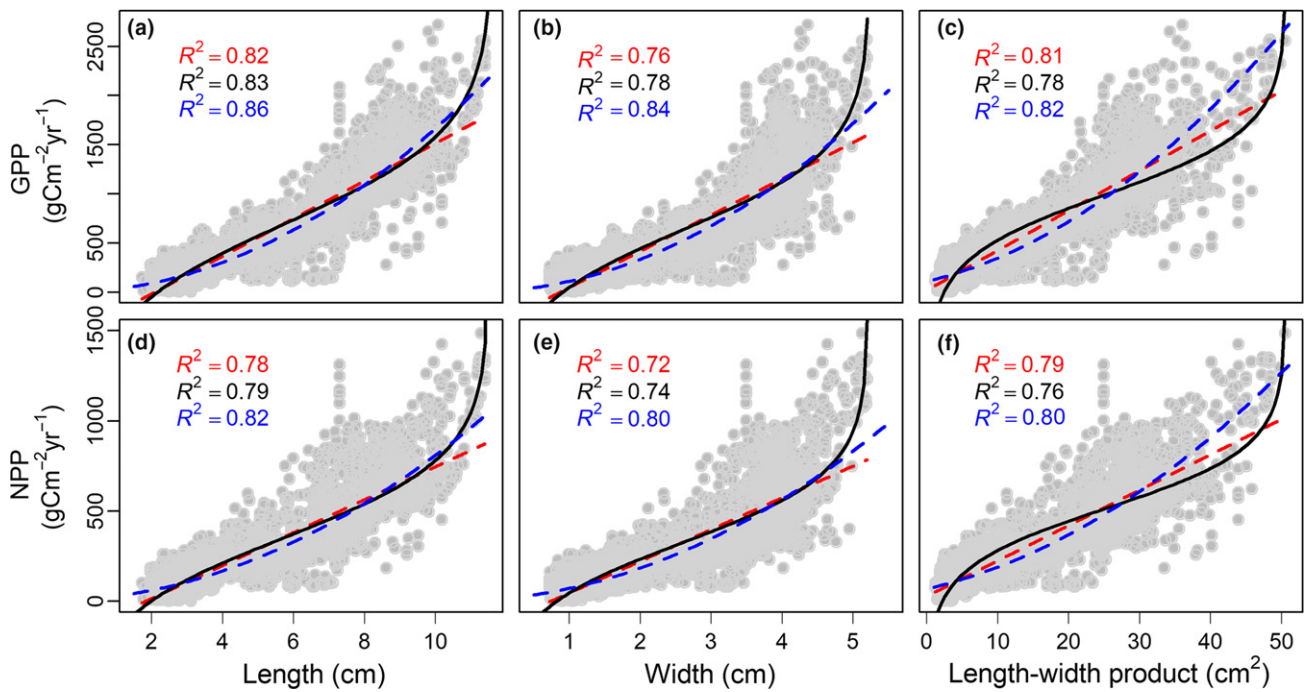 (a)
R² = 0.82
R² = 0.83
R² = 0.86
(b)
R² = 0.76
R² = 0.78
R² = 0.84
(c)
R² = 0.81
R² = 0.78
R² = 0.82
GPP
(gCm⁻²yr⁻¹)
2500
1500
500
0
(d)
R² = 0.78
R² = 0.79
R² = 0.82
(e)
R² = 0.72
R² = 0.74
R² = 0.80
(f)
R² = 0.79
R² = 0.76
R² = 0.80
NPP
(gCm⁻²yr⁻¹)
1500
1000
500
0
2 4 6 8 10
1 2 3 4 5
0 10 20 30 40 50
Length (cm)
Width (cm)
Length-width product (cm²)